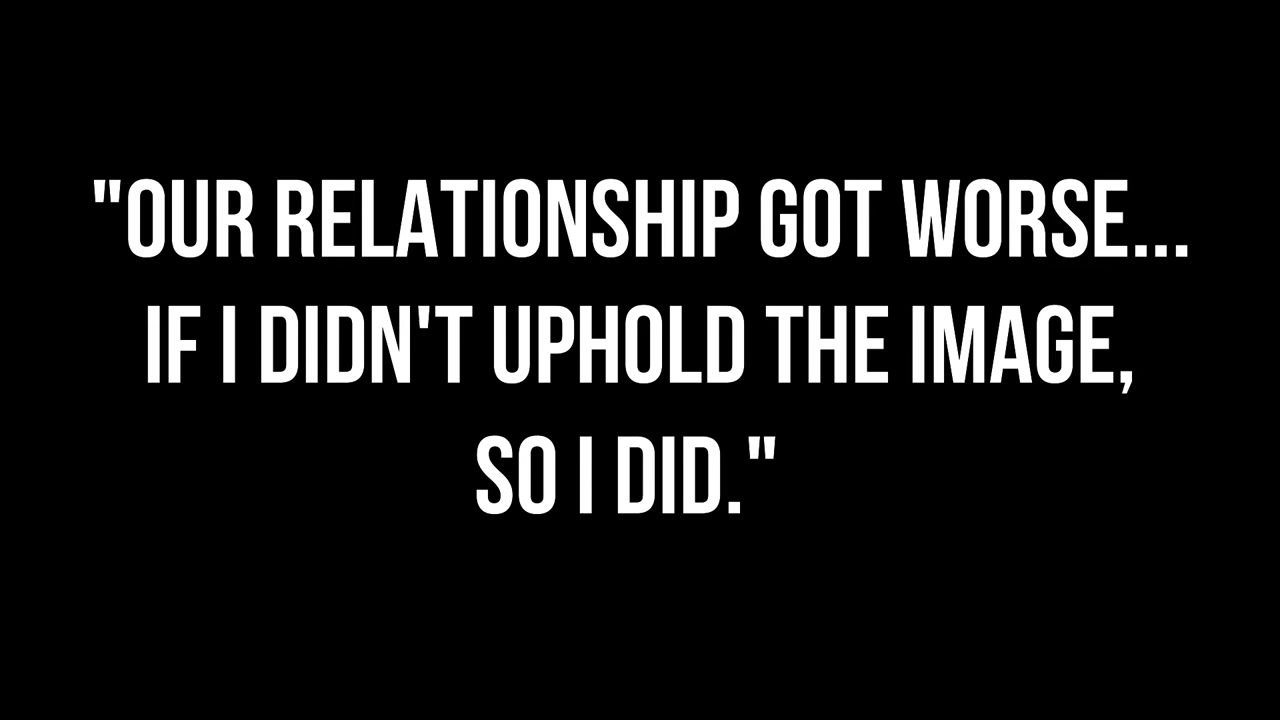 "OUR RELATIONSHIP GOT WORSE...
IF I DIDN'T UPHOLD THE IMAGE,
SO I DID."